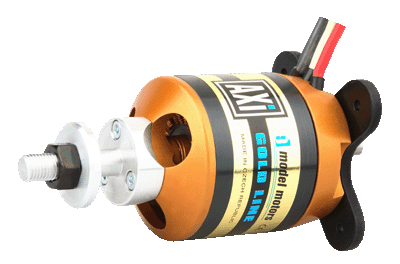 AXi
model motors
GOLD LINE
MADE IN CZECH REPUBLIC